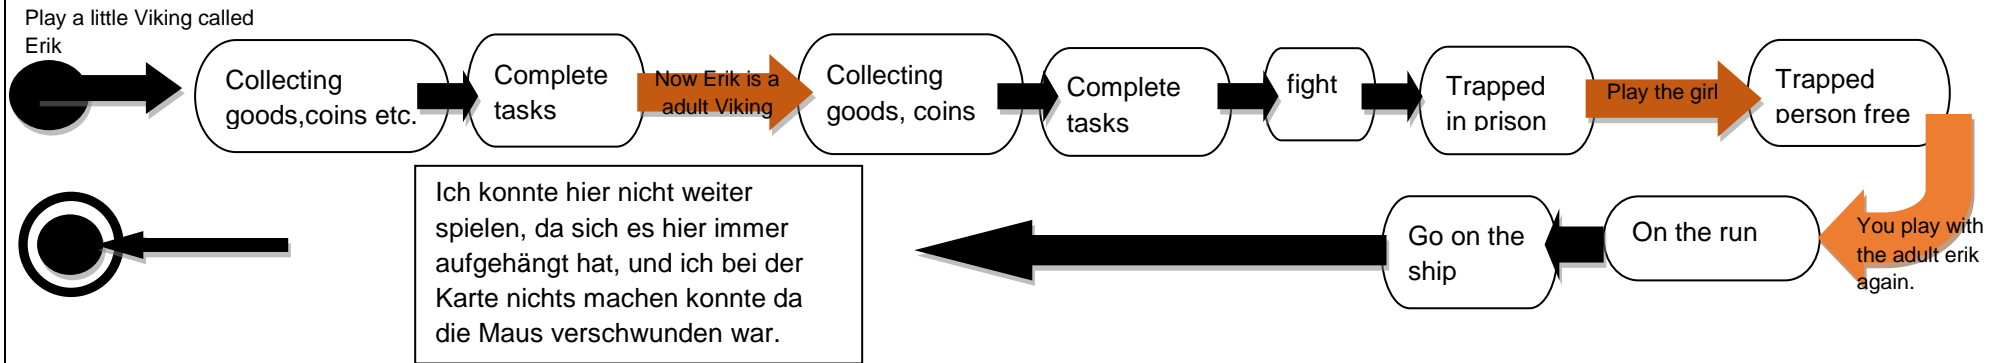 Play a little Viking called
Erik
Collecting
goods,coins etc.
Complete
tasks
Now Erik is a
adult Viking
Collecting
goods, coins
Complete
tasks
fight
Trapped
in prison
Play the girl
Trapped
person free
You play with
the adult erik
again.
On the run
Go on the
ship
Ich konnte hier nicht weiter
spielen, da sich es hier immer
aufgehängt hat, und ich bei der
Karte nichts machen konnte da
die Maus verschwunden war.